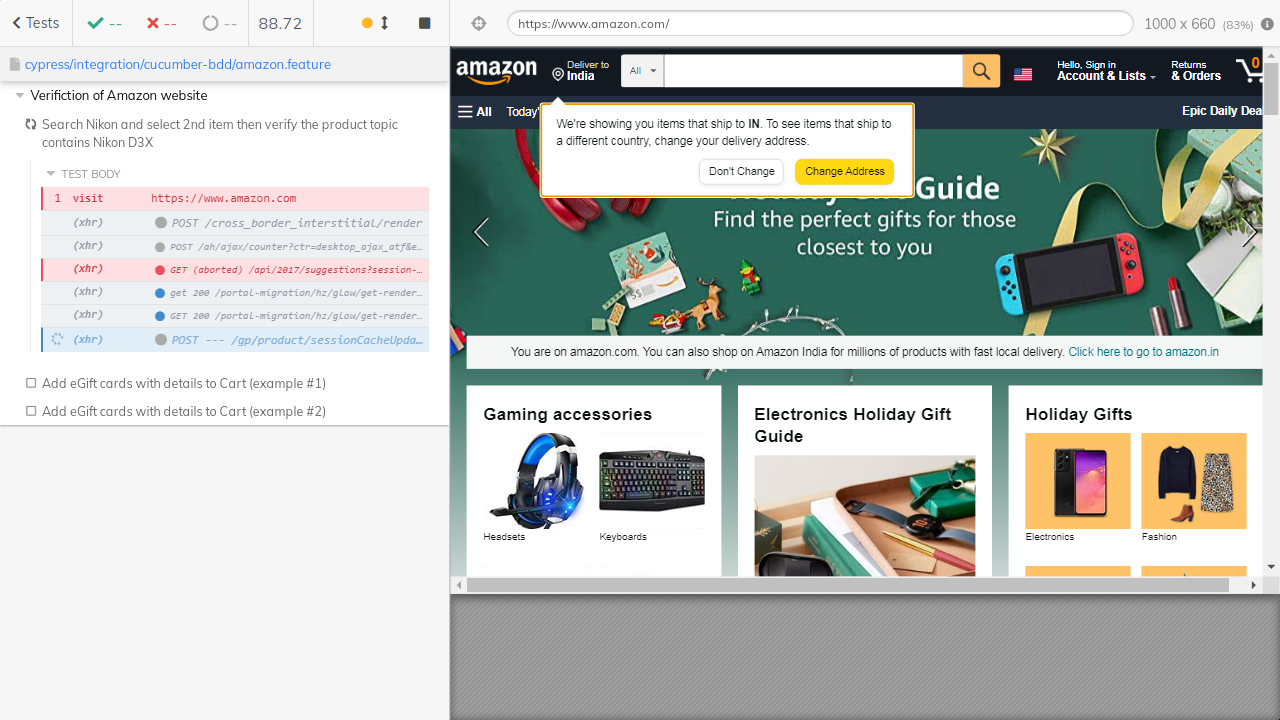 Tests
--
--
--
88.72
https://www.amazon.com/
1000 x 660 (83%)
cypress/integration/cucumber-bdd/amazon.feature
Verifiction of Amazon website
Search Nikon and select 2nd item then verify the product topic
contains Nikon D3X
TEST BODY
1 visit https://www.amazon.com
(xhr) POST /cross_border_interstitial/render
(xhr) POST /ah/ajax/counter?ctr=desktop_ajax_atf&e…
(xhr) GET (aborted) /api/2017/suggestions?session-…
(xhr) get 200 /portal-migration/hz/glow/get-render…
(xhr) GET 200 /portal-migration/hz/glow/get-render…
(xhr) POST --- /gp/product/sessionCacheUpda…
Add eGift cards with details to Cart (example #1)
Add eGift cards with details to Cart (example #2)
amazon
Deliver to
India
All
Hello, Sign in
Account & Lists
Returns
& Orders
0
All
Today'
Epic Daily Dea
We're showing you items that ship to IN. To see items that ship to
a different country, change your delivery address.
Don't Change
Change Address
Guide
Find the perfect gifts for those
closest to you
You are on amazon.com. You can also shop on Amazon India for millions of products with fast local delivery. Click here to go to amazon.in
Gaming accessories
Headsets
Keyboards
Electronics Holiday Gift
Guide
Holiday Gifts
Electronics
Fashion